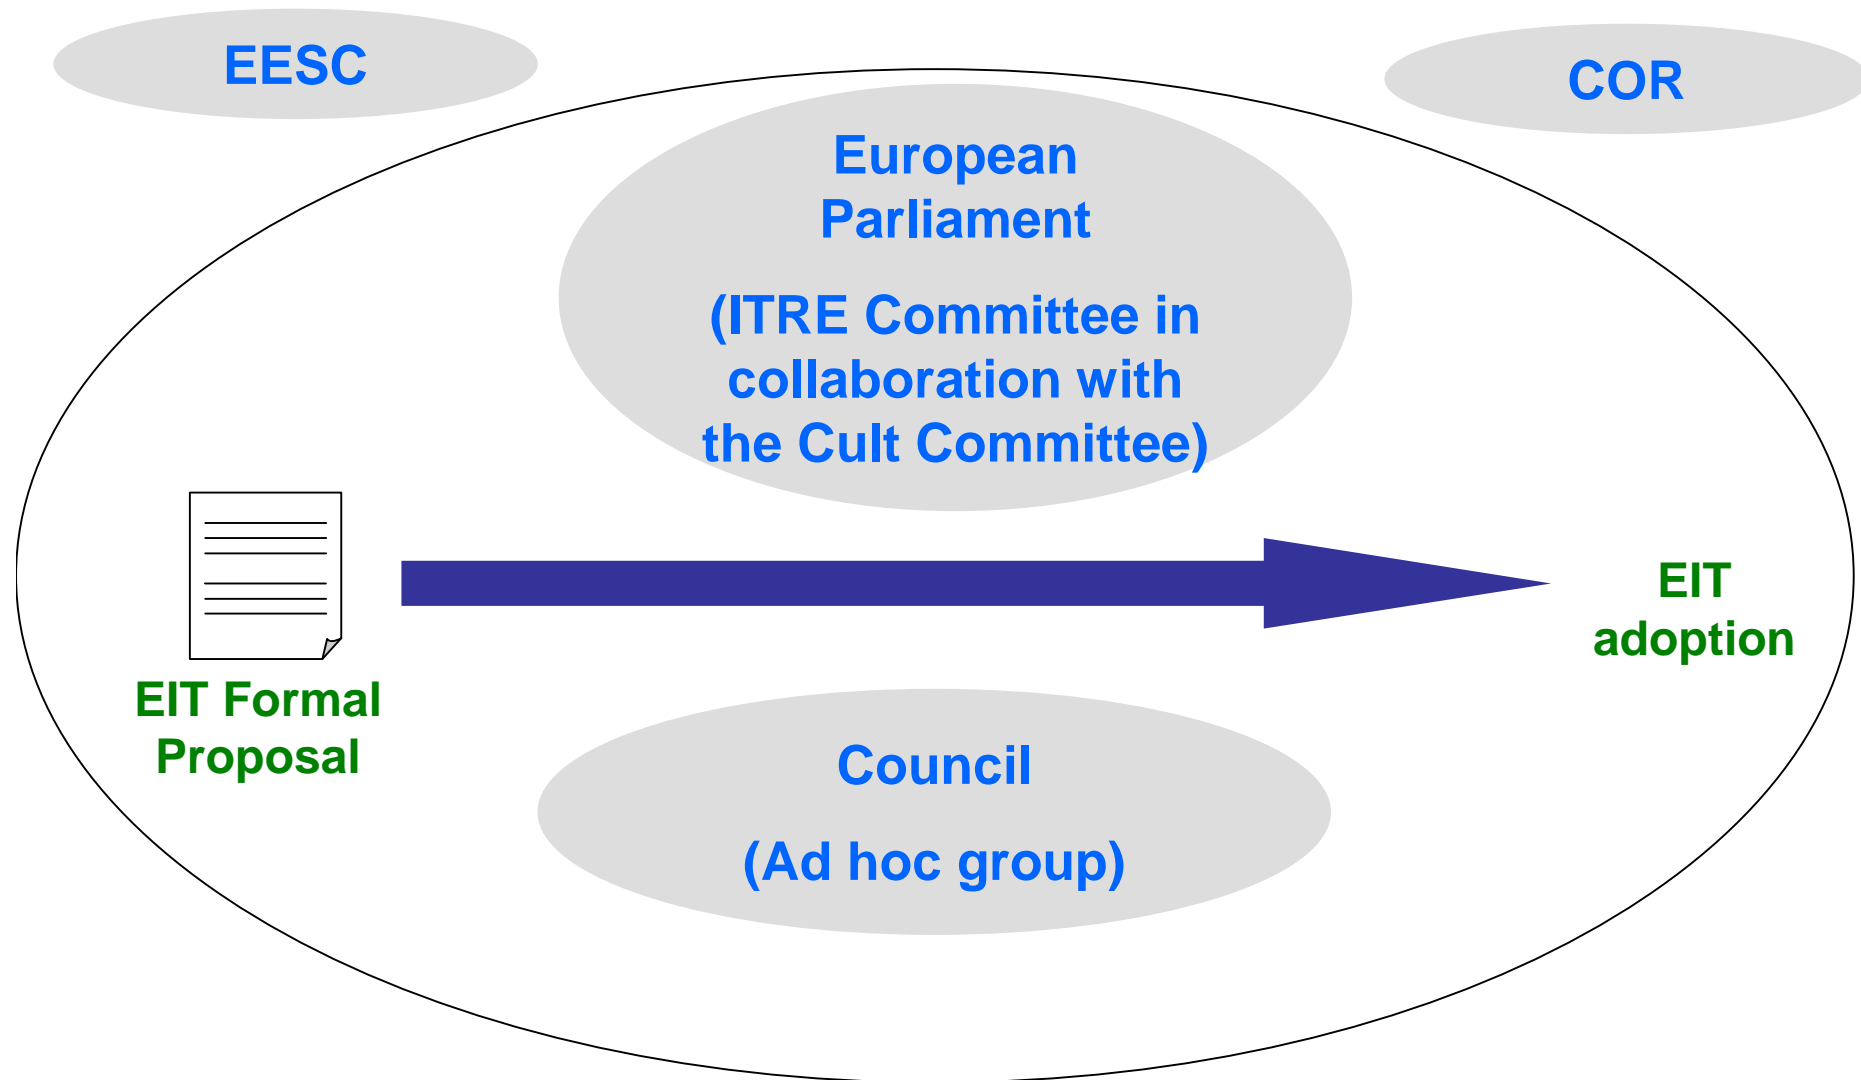 EESC
COR
European
Parliament
(ITRE Committee in
collaboration with
the Cult Committee)
EIT
adoption
EIT Formal
Proposal
Council
(Ad hoc group)